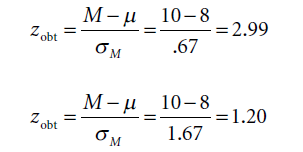 z_obt = (M − μ)/σ_M = (10 − 8)/.67 = 2.99
z_obt = (M − μ)/σ_M = (10 − 8)/1.67 = 1.20